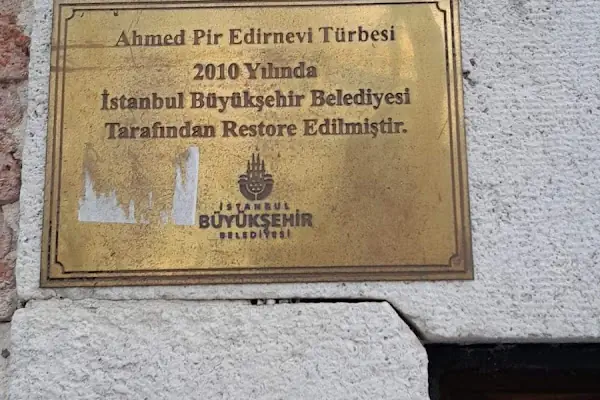 Ahmed Pir Edirnevi Türbesi
2010 Yılında
İstanbul Büyükşehir Belediyesi
Tarafından Restore Edilmiştir.
İSTANBUL
BÜYÜKŞEHİR
BELEDİYESİ